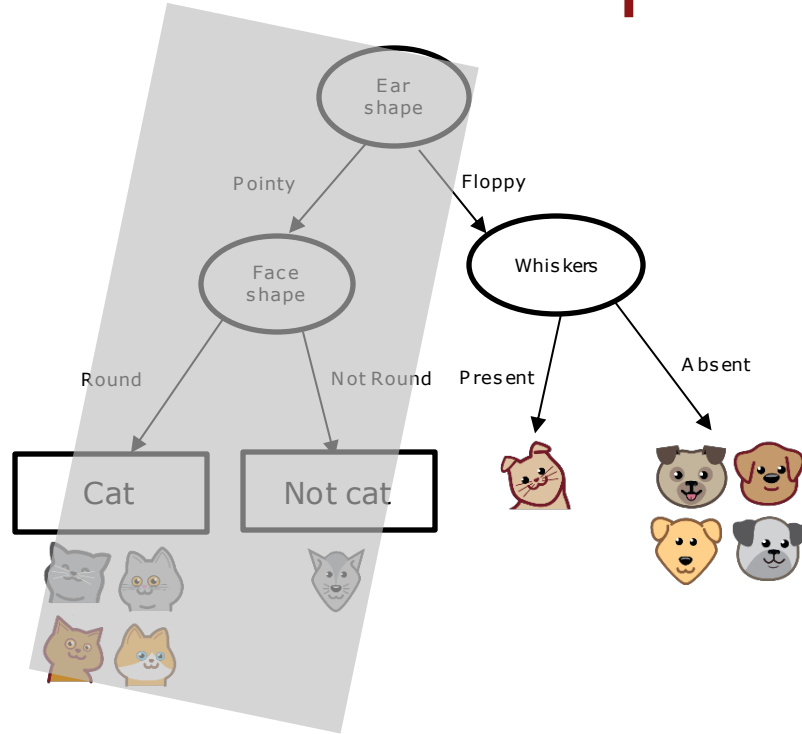 Ear
shape
Pointy
Floppy
Face
shape
Whiskers
Round
Not Round
Present
Absent
Cat
Not cat